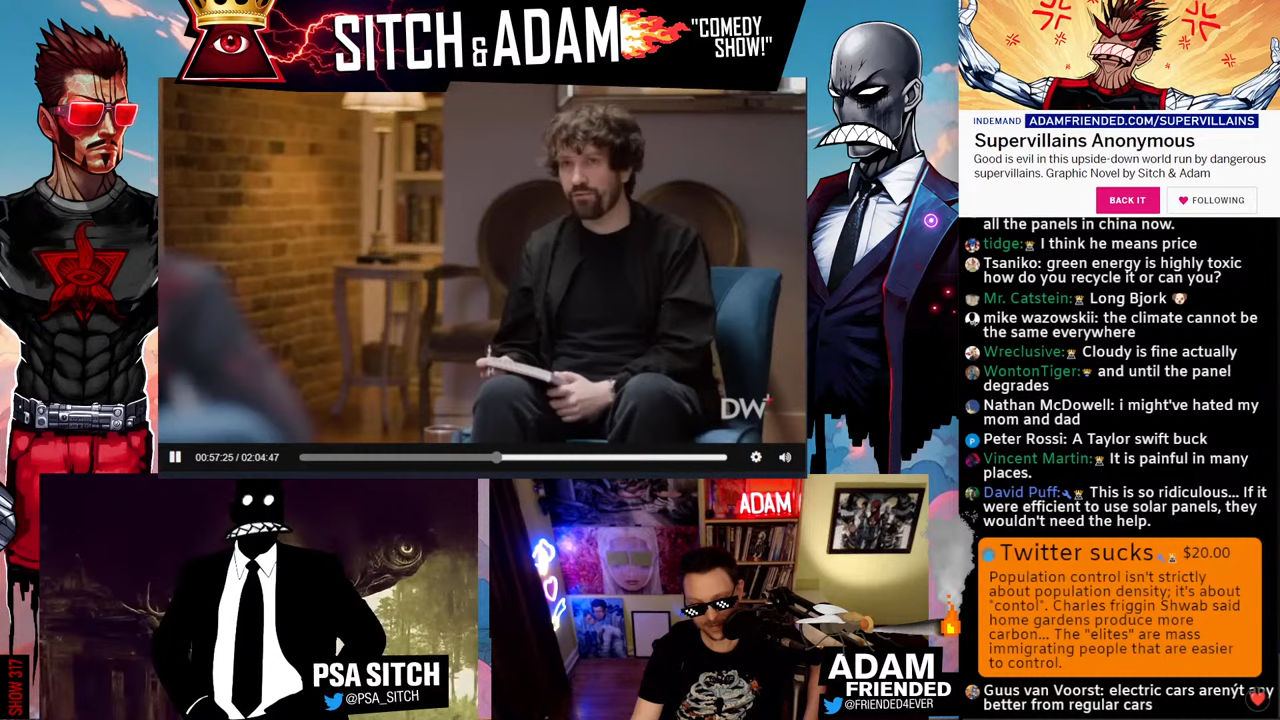 SITCH & ADAM
"COMEDY
SHOW!"
INDEMAND ADAMFRIENDED.COM/SUPERVILLAINS
Supervillains Anonymous
Good is evil in this upside-down world run by dangerous
supervillains. Graphic Novel by Sitch & Adam
BACK IT
FOLLOWING
all the panels in china now.
tidge: I think he means price
Tsaniko: green energy is highly toxic
how do you recycle it or can you?
Mr. Catstein: Long Bjork
mike wazowskii: the climate cannot be
the same everywhere
Wreclusive: Cloudy is fine actually
WontonTiger: and until the panel
degrades
Nathan McDowell: i might've hated my
mom and dad
Peter Rossi: A Taylor swift buck
Vincent Martin: It is painful in many
places.
David Puff: This is so ridiculous... If it
were efficient to use solar panels, they
wouldn't need the help.
Twitter sucks $20.00
Population control isn't strictly
about population density; it's about
"contol". Charles friggin Shwab said
home gardens produce more
carbon... The "elites" are mass
immigrating people that are easier
to control.
Guus van Voorst: electric cars arenýt any
better from regular cars
DW+
00:57:25 / 02:04:47
ADAM
PSA SITCH
@PSA_SITCH
ADAM
FRIENDED
@FRIENDED4EVER
SHOW 317